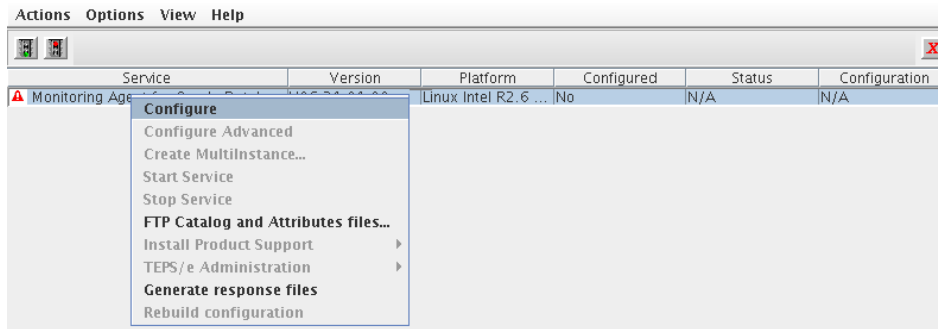 Actions Options View Help
X
Service Version Platform Configured Status Configuration
Monitoring Linux Intel R2.6 ... No N/A N/A
Configure
Configure Advanced
Create MultiInstance...
Start Service
Stop Service
FTP Catalog and Attributes files...
Install Product Support
TEPS/e Administration
Generate response files
Rebuild configuration